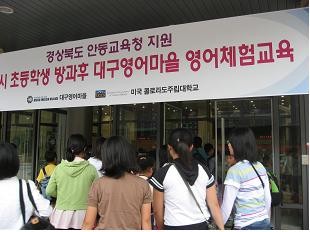 경상북도 안동교육청 지원
시 초등학생 방과후 대구영어마을 영어체험교육
대구영어마을
미국 콜로라도주립대학교